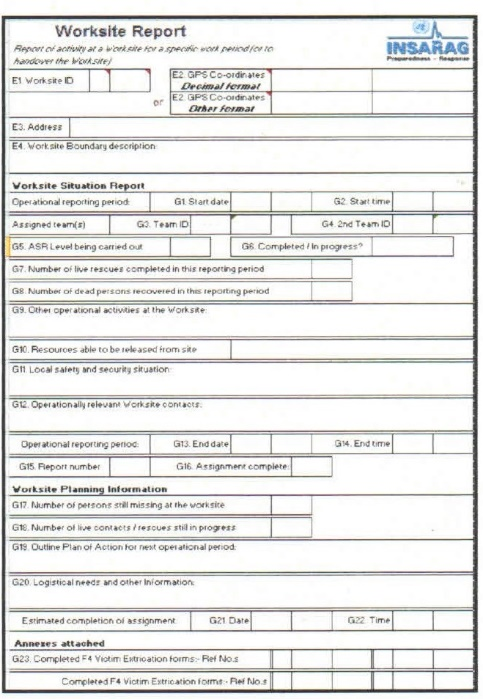 Worksite Report
Report of activity at a Worksite for a specific work period (or to
handover the Worksite)
INSARAG
Preparedness - Response
E1. Worksite ID
or
E2. GPS Co-ordinates
Decimal format
E2. GPS Co-ordinates
Other format
E3. Address
E4. Worksite Boundary description:
Worksite Situation Report
Operational reporting period: G1. Start date G2. Start time
Assigned team(s) G3. Team ID G4. 2nd Team ID
G5. ASR Level being carried out G6. Completed / In progress?
G7. Number of live rescues completed in this reporting period
G8. Number of dead persons recovered in this reporting period
G9. Other operational activities at the Worksite:
G10. Resources able to be released from site
G11. Local safety and security situation:
G12. Operationally relevant Worksite contacts:
Operational reporting period: G13. End date G14. End time
G15. Report number G16. Assignment complete:
Worksite Planning Information
G17. Number of persons still missing at the worksite
G18. Number of live contacts / rescues still in progress
G19. Outline Plan of Action for next operational period:
G20. Logistical needs and other Information:
Estimated completion of assignment: G21. Date G22. Time
Annexes attached
G23. Completed F4 Victim Extrication forms:- Ref No.s
Completed F4 Victim Extrication forms:- Ref No.s